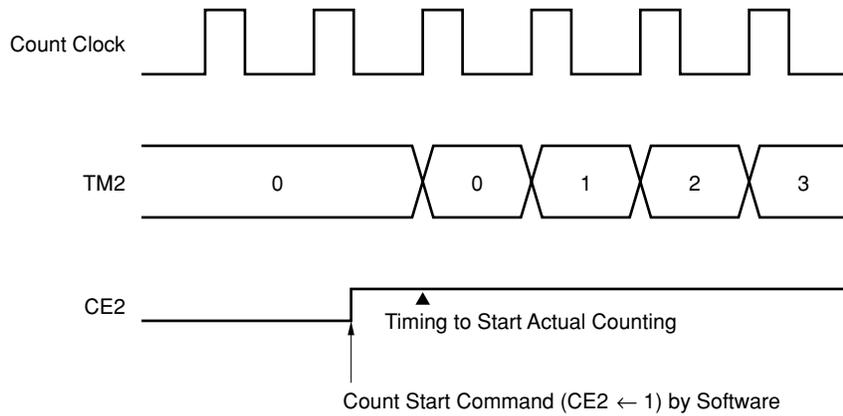 Count Clock
TM2
0
0
1
2
3
CE2
Timing to Start Actual Counting
Count Start Command (CE2 ← 1) by Software